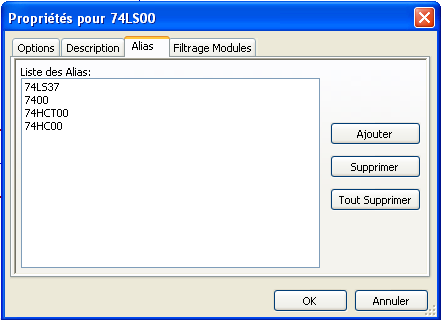 Propriétés pour 74LS00
Options Description Alias Filtrage Modules
Liste des Alias:
74LS37
7400
74HCT00
74HC00
Ajouter
Supprimer
Tout Supprimer
OK Annuler